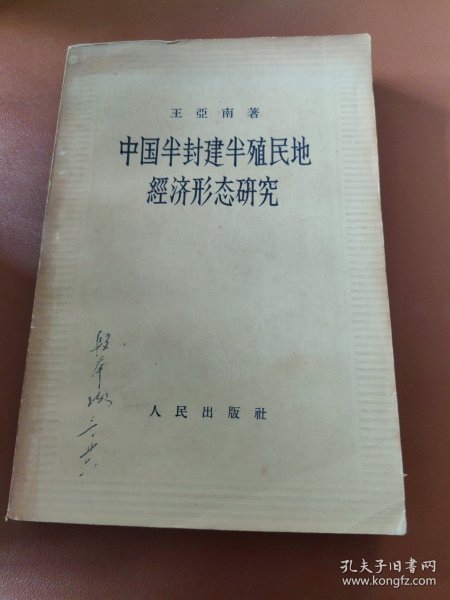 王亞南著
中国半封建半殖民地
經济形态研究
人民出版社
孔夫子旧书网
www.kongfz.com